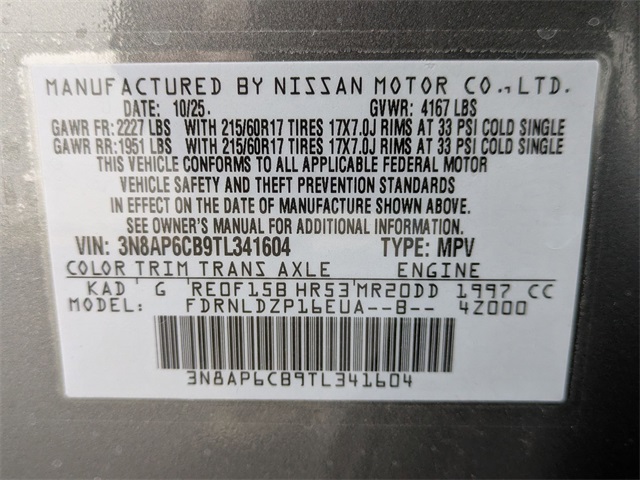 MANUFACTURED BY NISSAN MOTOR CO.,LTD.
DATE: 10/25 GVWR: 4167 LBS
GAWR FR: 2227 LBS WITH 215/60R17 TIRES 17X7.0J RIMS AT 33 PSI COLD SINGLE
GAWR RR: 1951 LBS WITH 215/60R17 TIRES 17X7.0J RIMS AT 33 PSI COLD SINGLE
THIS VEHICLE CONFORMS TO ALL APPLICABLE FEDERAL MOTOR
VEHICLE SAFETY AND THEFT PREVENTION STANDARDS
IN EFFECT ON THE DATE OF MANUFACTURE SHOWN ABOVE.
SEE OWNER'S MANUAL FOR ADDITIONAL INFORMATION.
VIN: 3N8AP6CB9TL341604 TYPE: MPV
COLOR TRIM TRANS AXLE ENGINE
KAD G RE0F15B HR53 MR20DD 1997 CC
MODEL: FDRNLDZP16EUA--B-- 4Z000
3N8AP6CB9TL341604